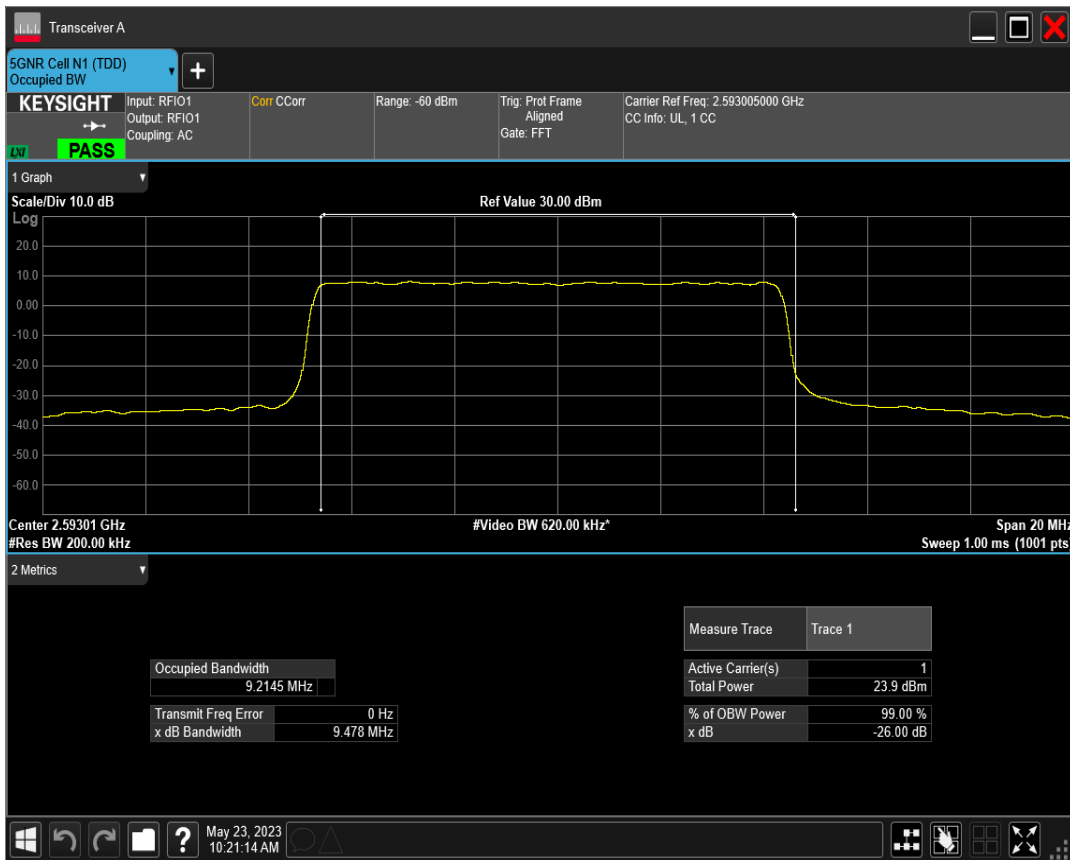 Transceiver A
5GNR Cell N1 (TDD)
Occupied BW
KEYSIGHT
LXI
PASS
Input: RFIO1
Output: RFIO1
Coupling: AC
Corr CCorr
Range: -60 dBm
Trig: Prot Frame
Aligned
Gate: FFT
Carrier Ref Freq: 2.593005000 GHz
CC Info: UL, 1 CC
1 Graph
Scale/Div 10.0 dB
Ref Value 30.00 dBm
Log
20.0
10.0
0.00
-10.0
-20.0
-30.0
-40.0
-50.0
-60.0
Center 2.59301 GHz
#Video BW 620.00 kHz*
Span 20 MHz
#Res BW 200.00 kHz
Sweep 1.00 ms (1001 pts)
2 Metrics
Measure Trace Trace 1
Occupied Bandwidth
9.2145 MHz
Active Carrier(s) 1
Total Power 23.9 dBm
Transmit Freq Error 0 Hz
x dB Bandwidth 9.478 MHz
% of OBW Power 99.00 %
x dB -26.00 dB
May 23, 2023
10:21:14 AM